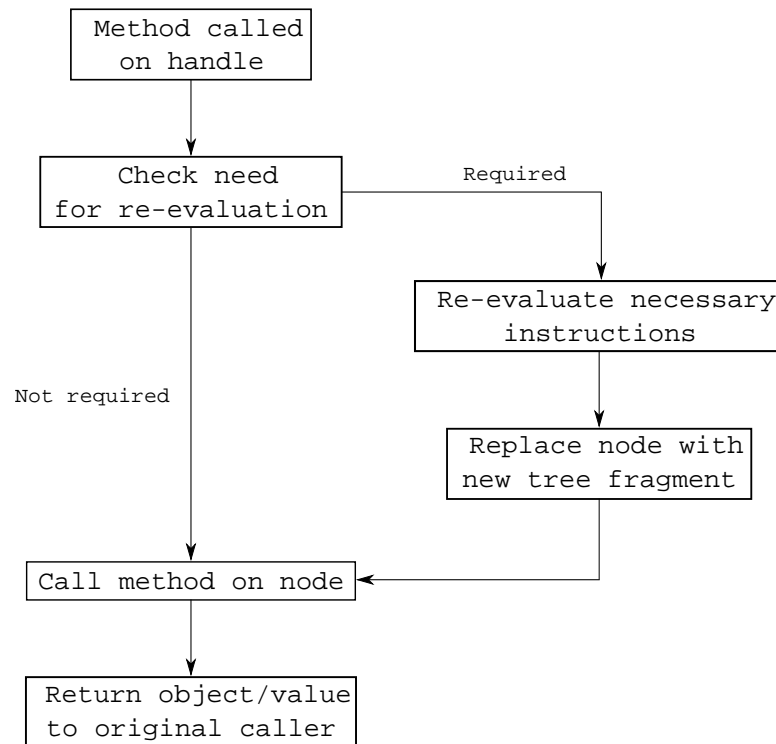 Method called
on handle
Check need
for re-evaluation
Required
Re-evaluate necessary
instructions
Not required
Replace node with
new tree fragment
Call method on node
Return object/value
to original caller